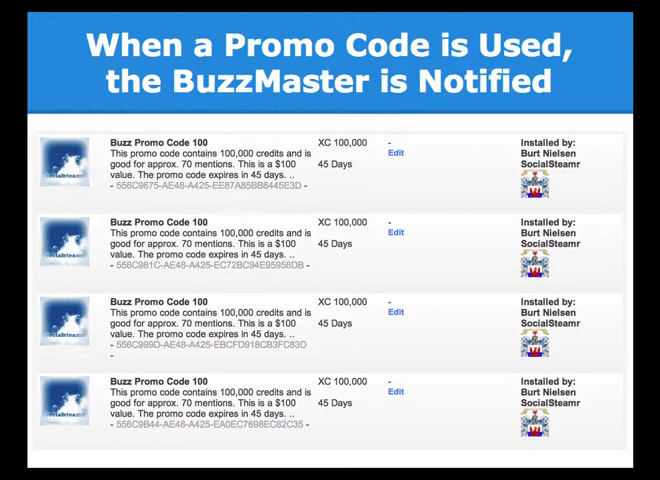 When a Promo Code is Used,
the BuzzMaster is Notified
Buzz Promo Code 100
This promo code contains 100,000 credits and is
good for approx. 70 mentions. This is a $100
value. The promo code expires in 45 days. ..
- 556C9675-AE48-A425-EE87A85BB6445E3D -
XC 100,000
45 Days
-
Edit
Installed by:
Burt Nielsen
SocialSteamr
Buzz Promo Code 100
This promo code contains 100,000 credits and is
good for approx. 70 mentions. This is a $100
value. The promo code expires in 45 days. ..
- 556C981C-AE48-A425-EC72BC94E95958DB -
XC 100,000
45 Days
-
Edit
Installed by:
Burt Nielsen
SocialSteamr
Buzz Promo Code 100
This promo code contains 100,000 credits and is
good for approx. 70 mentions. This is a $100
value. The promo code expires in 45 days. ..
- 556C999D-AE48-A425-EBCFD918CB3FC83D
-
XC 100,000
45 Days
-
Edit
Installed by:
Burt Nielsen
SocialSteamr
Buzz Promo Code 100
This promo code contains 100,000 credits and is
good for approx. 70 mentions. This is a $100
value. The promo code expires in 45 days. ..
- 556C9B44-AE48-A425-EA0EC7698EC82C35 -
XC 100,000
45 Days
-
Edit
Installed by:
Burt Nielsen
SocialSteamr